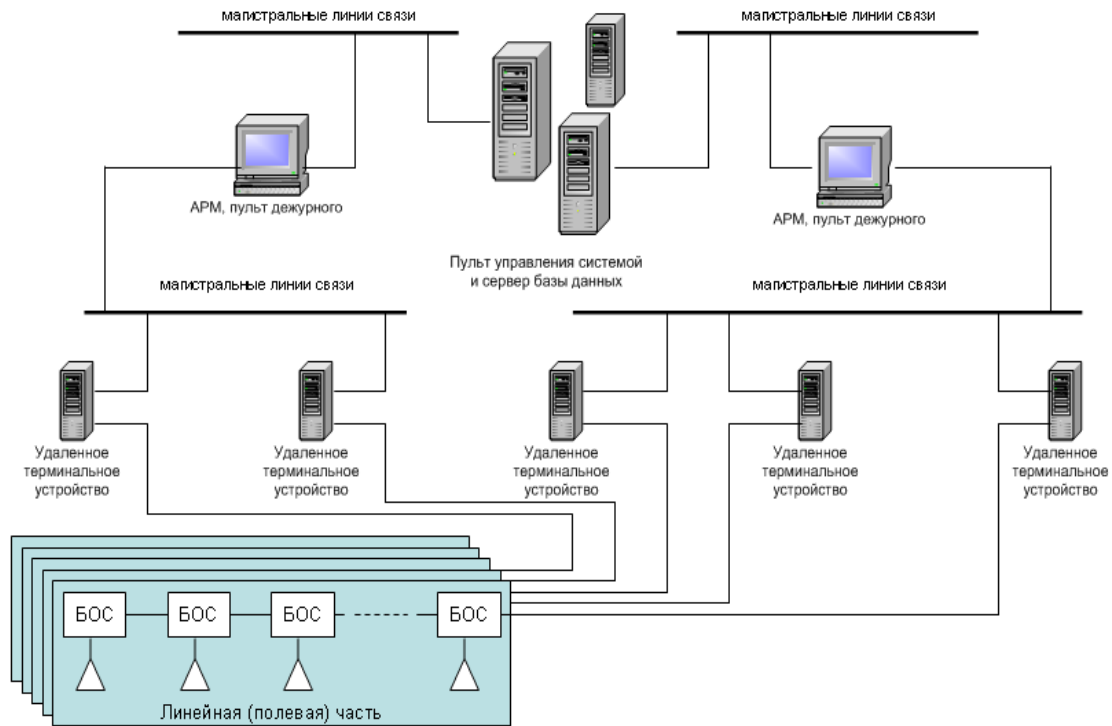 магистральные линии связи
магистральные линии связи
АРМ, пульт дежурного
АРМ, пульт дежурного
Пульт управления системой
и сервер базы данных
магистральные линии связи
магистральные линии связи
Удаленное
терминальное
устройство
Удаленное
терминальное
устройство
Удаленное
терминальное
устройство
Удаленное
терминальное
устройство
Удаленное
терминальное
устройство
БОС
БОС
БОС
БОС
Линейная (полевая) часть